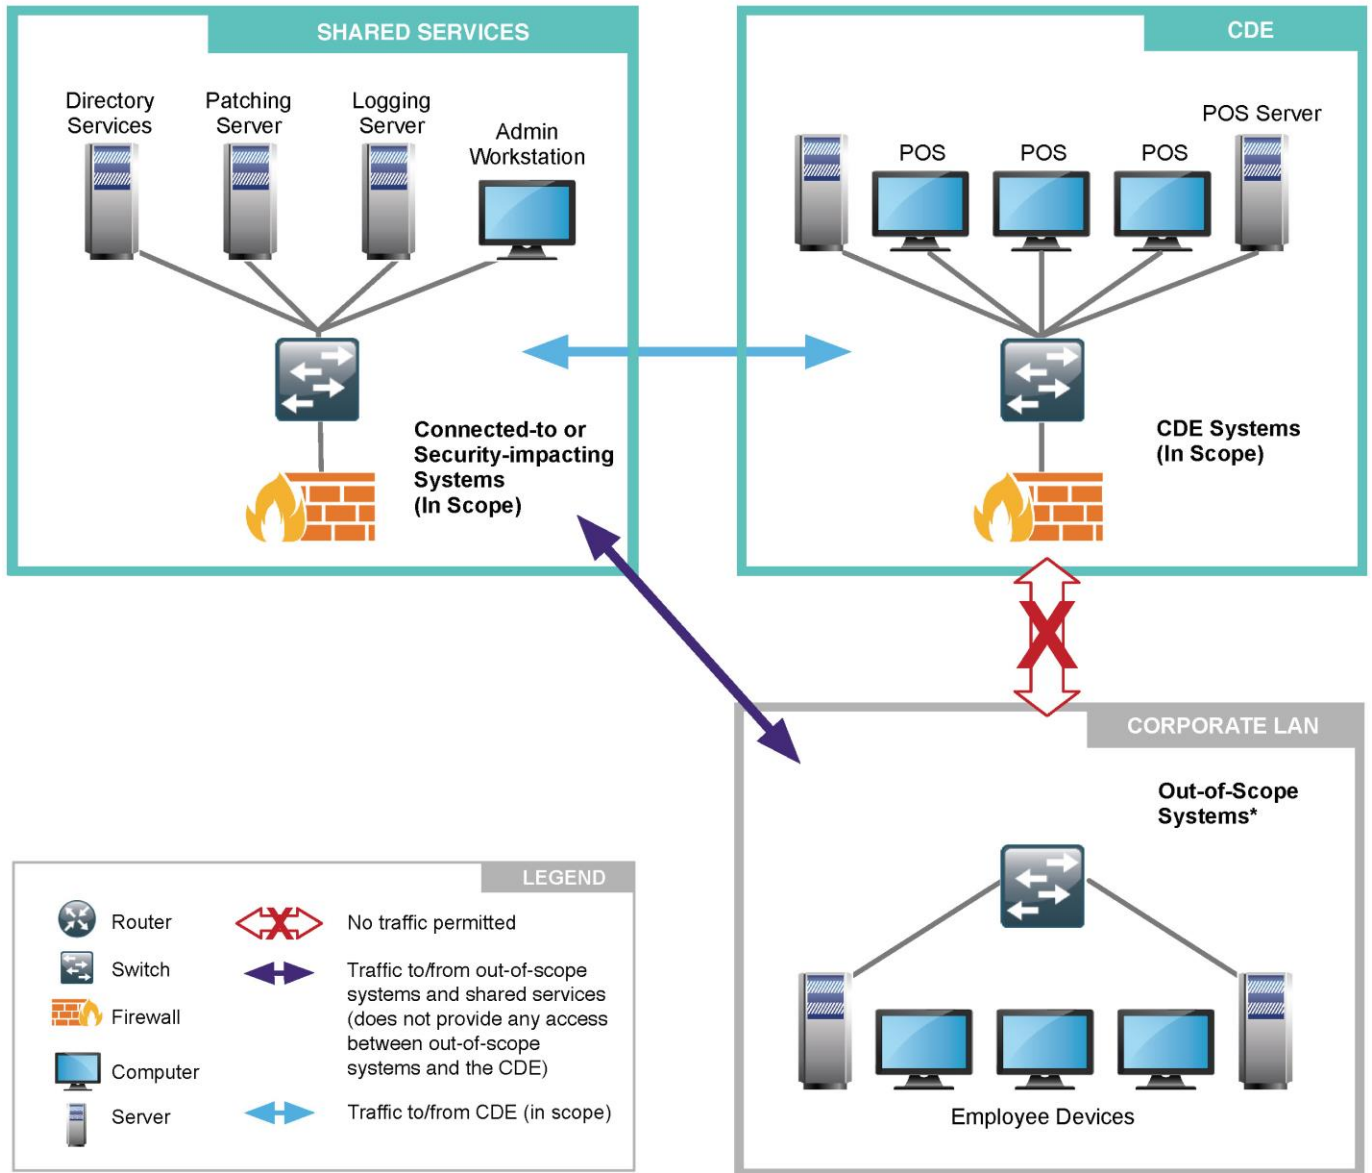 SHARED SERVICES
Directory
Services
Patching
Server
Logging
Server
Admin
Workstation
Connected-to or
Security-impacting
Systems
(In Scope)
CDE
POS Server
POS
POS
POS
CDE Systems
(In Scope)
X
CORPORATE LAN
Out-of-Scope
Systems*
Employee Devices
LEGEND
Router
Switch
Firewall
Computer
Server
X
No traffic permitted
Traffic to/from out-of-scope
systems and shared services
(does not provide any access
between out-of-scope
systems and the CDE)
Traffic to/from CDE (in scope)